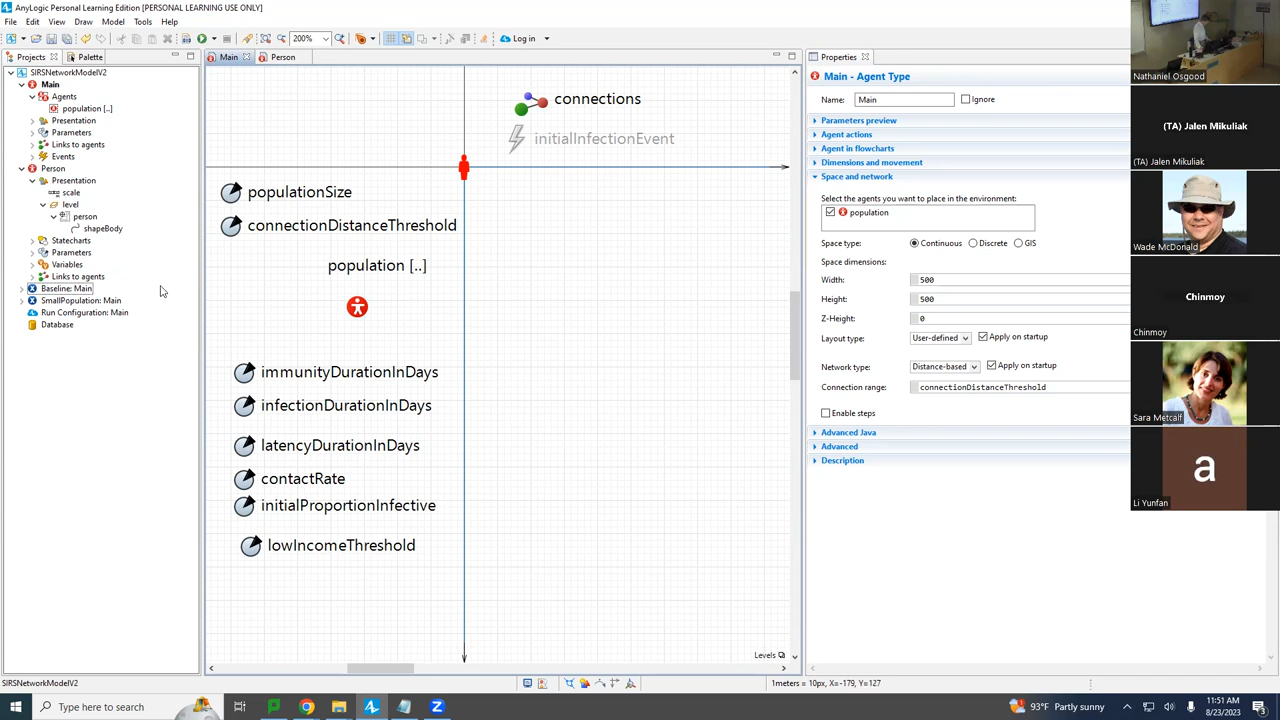 AnyLogic Personal Learning Edition [PERSONAL LEARNING USE ONLY]
File Edit View Draw Model Tools Help
200%
Log in
Projects
Palette
Main
Person
Properties
SIRSNetworkModelV2
Main
Agents
population [..]
Presentation
Parameters
Links to agents
Events
Person
Presentation
scale
level
person
shapeBody
Statecharts
Parameters
Variables
Links to agents
Baseline: Main
SmallPopulation: Main
Run Configuration: Main
Database
connections
initialInfectionEvent
populationSize
connectionDistanceThreshold
population [..]
immunityDurationInDays
infectionDurationInDays
latencyDurationInDays
contactRate
initialProportionInfective
lowIncomeThreshold
Levels
Main - Agent Type
Name: Main Ignore
Parameters preview
Agent actions
Agent in flowcharts
Dimensions and movement
Space and network
Select the agents you want to place in the environment:
population
Space type: Continuous Discrete GIS
Space dimensions:
Width: 500
Height: 500
Z-Height: 0
Layout type: User-defined Apply on startup
Network type: Distance-based Apply on startup
Connection range: connectionDistanceThreshold
Enable steps
Advanced Java
Advanced
Description
Nathaniel Osgood
(TA) Jalen Mikuliak
(TA) Jalen Mikuliak
Wade McDonald
Chinmoy
Chinmoy
Sara Metcalf
a
Li Yunfan
SIRSNetworkModelV2
1meters = 10px, X=-179, Y=127
Type here to search
93°F Partly sunny
11:51 AM
8/23/2023
3